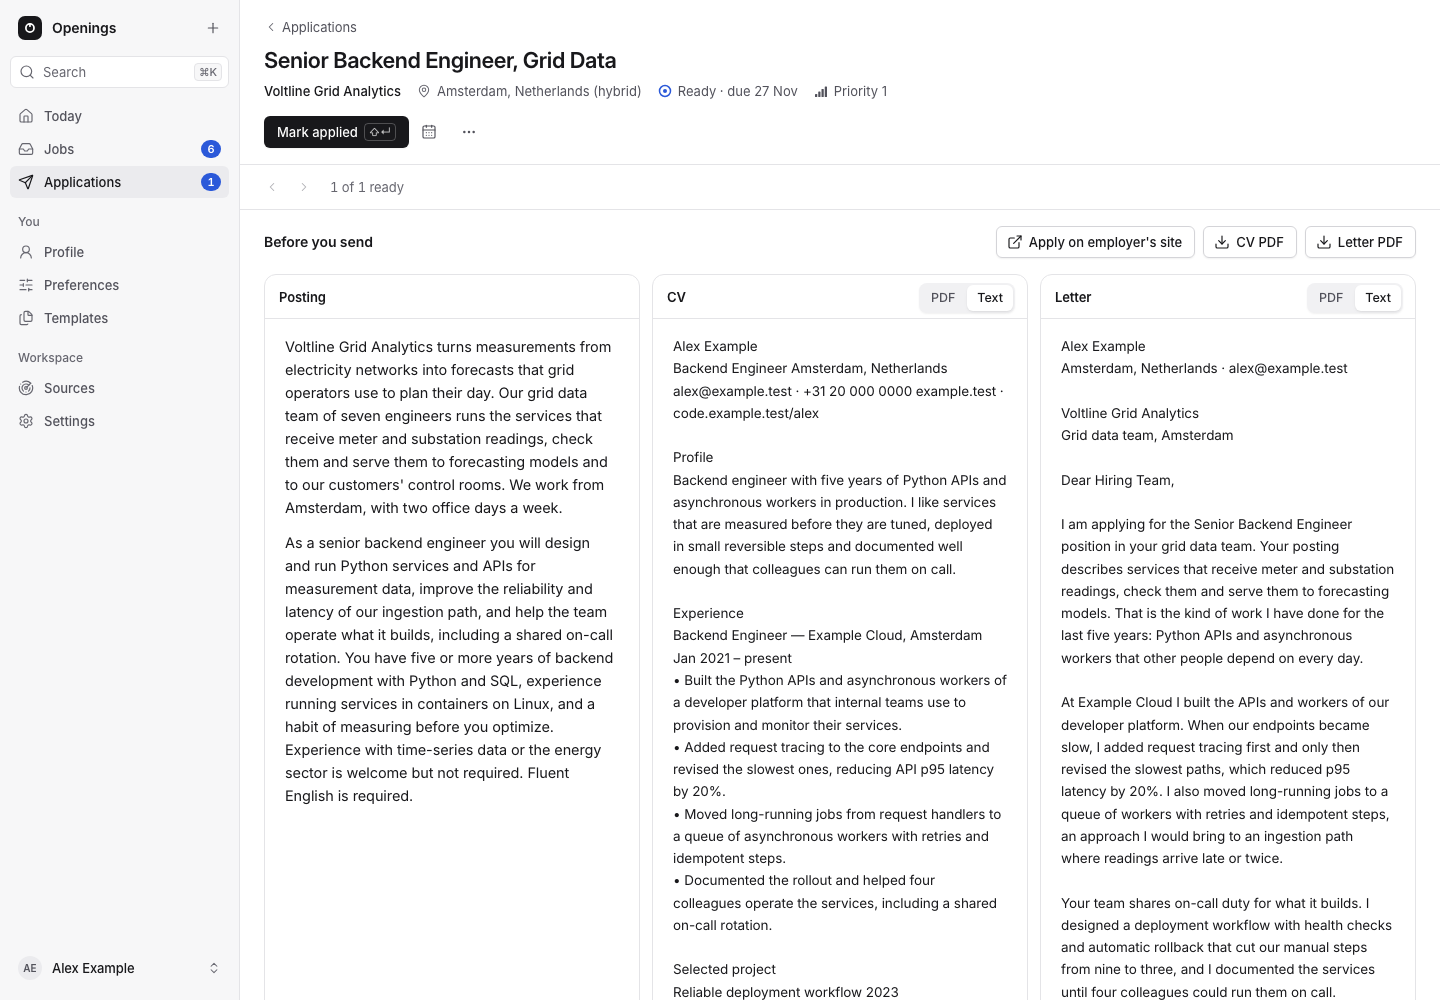 Openings
Search ⌘K
Today
Jobs 6
Applications 1
You
Profile
Preferences
Templates
Workspace
Sources
Settings
AE Alex Example
Applications
Senior Backend Engineer, Grid Data
Voltline Grid Analytics Amsterdam, Netherlands (hybrid) Ready · due 27 Nov Priority 1
Mark applied
1 of 1 ready
Before you send
Apply on employer's site
CV PDF
Letter PDF
Posting
Voltline Grid Analytics turns measurements from
electricity networks into forecasts that grid
operators use to plan their day. Our grid data
team of seven engineers runs the services that
receive meter and substation readings, check
them and serve them to forecasting models and
to our customers' control rooms. We work from
Amsterdam, with two office days a week.
As a senior backend engineer you will design
and run Python services and APIs for
measurement data, improve the reliability and
latency of our ingestion path, and help the team
operate what it builds, including a shared on-call
rotation. You have five or more years of backend
development with Python and SQL, experience
running services in containers on Linux, and a
habit of measuring before you optimize.
Experience with time-series data or the energy
sector is welcome but not required. Fluent
English is required.
CV PDF Text
Alex Example
Backend Engineer Amsterdam, Netherlands
alex@example.test · +31 20 000 0000 example.test ·
code.example.test/alex
Profile
Backend engineer with five years of Python APIs and
asynchronous workers in production. I like services
that are measured before they are tuned, deployed
in small reversible steps and documented well
enough that colleagues can run them on call.
Experience
Backend Engineer — Example Cloud, Amsterdam
Jan 2021 – present
• Built the Python APIs and asynchronous workers of
a developer platform that internal teams use to
provision and monitor their services.
• Added request tracing to the core endpoints and
revised the slowest ones, reducing API p95 latency
by 20%.
• Moved long-running jobs from request handlers to
a queue of asynchronous workers with retries and
idempotent steps.
• Documented the rollout and helped four
colleagues operate the services, including a shared
on-call rotation.
Selected project
Reliable deployment workflow 2023
Letter PDF Text
Alex Example
Amsterdam, Netherlands · alex@example.test
Voltline Grid Analytics
Grid data team, Amsterdam
Dear Hiring Team,
I am applying for the Senior Backend Engineer
position in your grid data team. Your posting
describes services that receive meter and substation
readings, check them and serve them to forecasting
models. That is the kind of work I have done for the
last five years: Python APIs and asynchronous
workers that other people depend on every day.
At Example Cloud I built the APIs and workers of our
developer platform. When our endpoints became
slow, I added request tracing first and only then
revised the slowest paths, which reduced p95
latency by 20%. I also moved long-running jobs to a
queue of workers with retries and idempotent steps,
an approach I would bring to an ingestion path
where readings arrive late or twice.
Your team shares on-call duty for what it builds. I
designed a deployment workflow with health checks
and automatic rollback that cut our manual steps
from nine to three, and I documented the services
until four colleagues could run them on call.